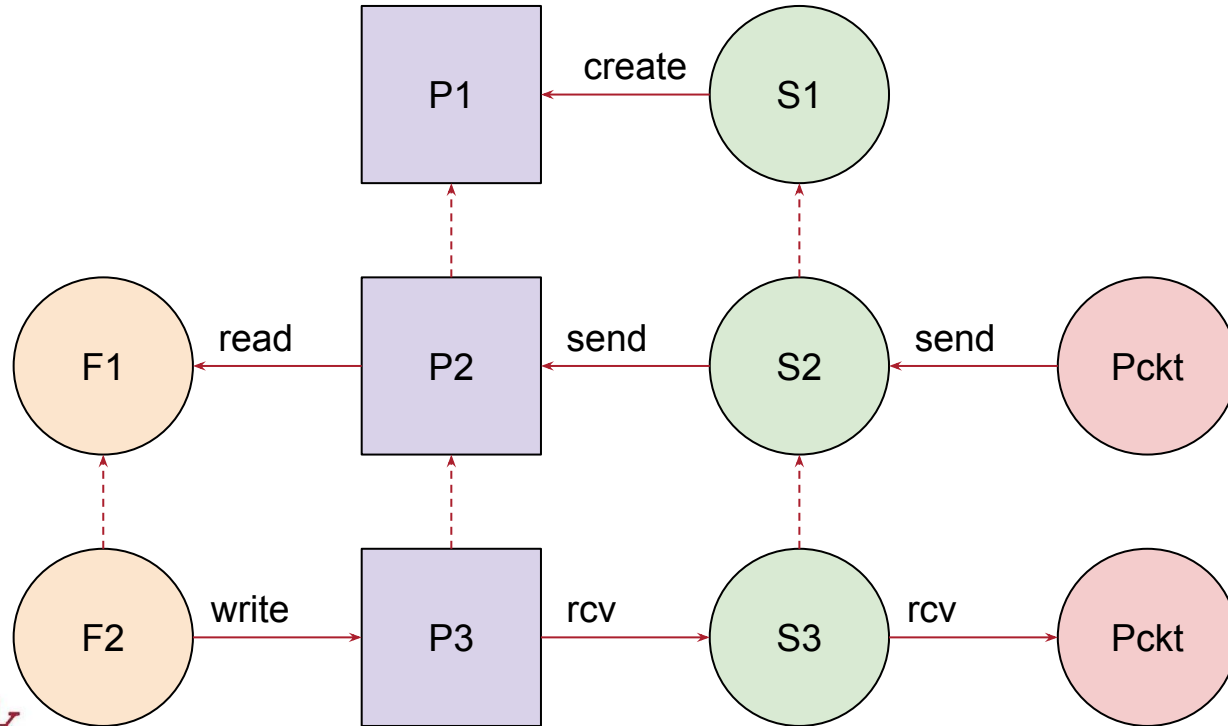 P1
create
S1
F1
read
P2
send
S2
send
Pckt
F2
write
P3
rcv
S3
rcv
Pckt